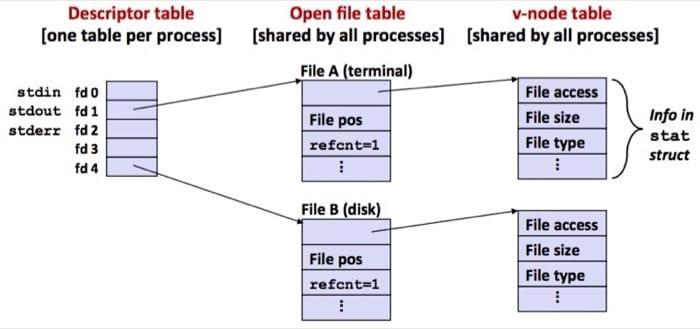 Descriptor table
[one table per process]
Open file table
[shared by all processes]
v-node table
[shared by all processes]
stdin fd 0
stdout fd 1
stderr fd 2
fd 3
fd 4
File A (terminal)
File pos
refcnt=1
⋮
File B (disk)
File pos
refcnt=1
⋮
File access
File size
File type
⋮
Info in
stat
struct
File access
File size
File type
⋮